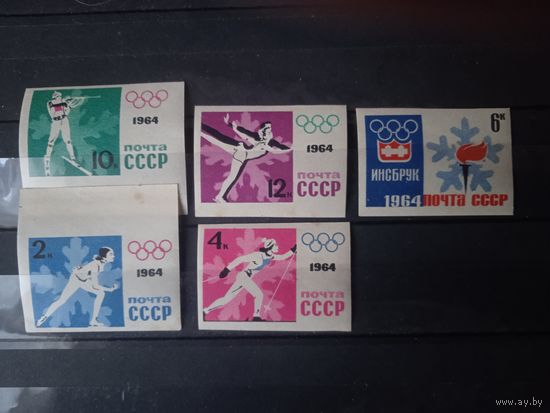 1964
10к
ПОЧТА
СССР
1964
ПОЧТА
12к
СССР
6к
ИНСБРУК
1964 ПОЧТА СССР
2к
1964
ПОЧТА
СССР
4к
1964
ПОЧТА
СССР
© www.ay.by